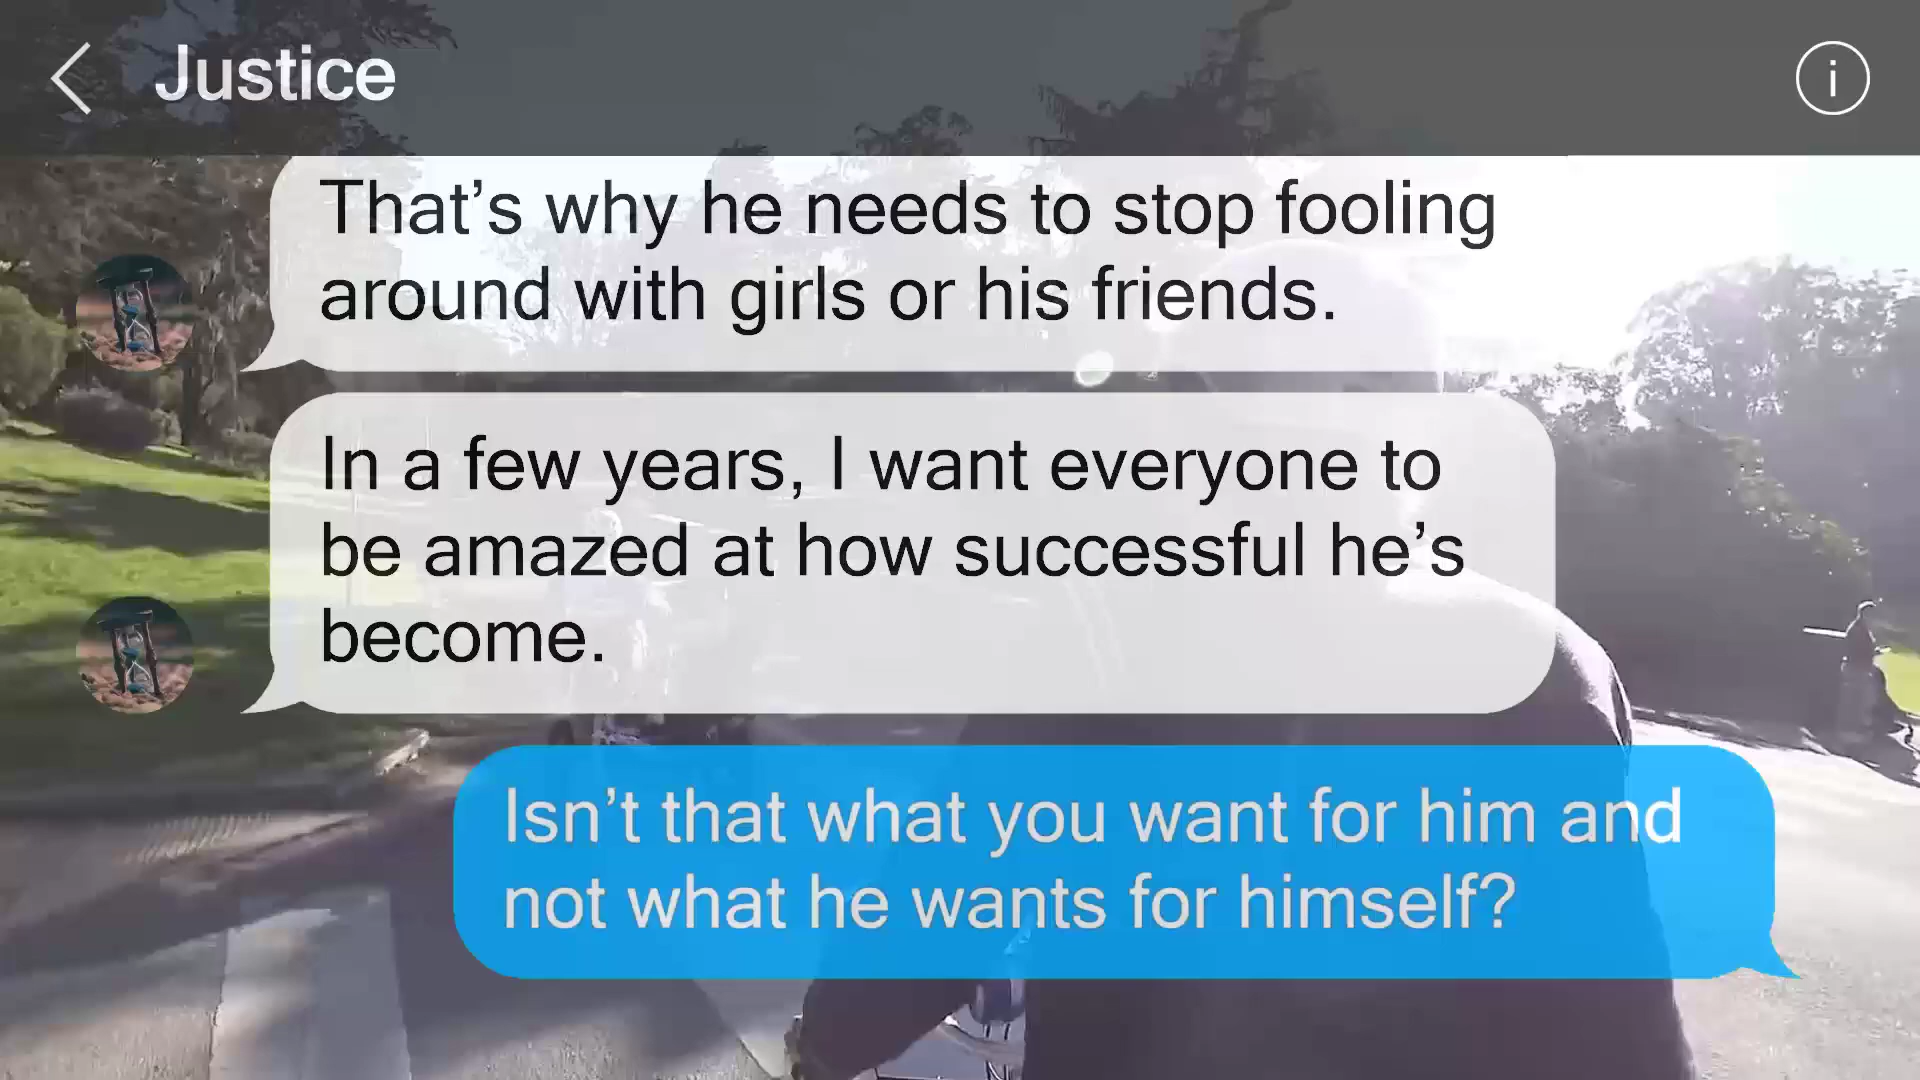 Justice
That’s why he needs to stop fooling
around with girls or his friends.
In a few years, I want everyone to
be amazed at how successful he’s
become.
Isn’t that what you want for him and
not what he wants for himself?